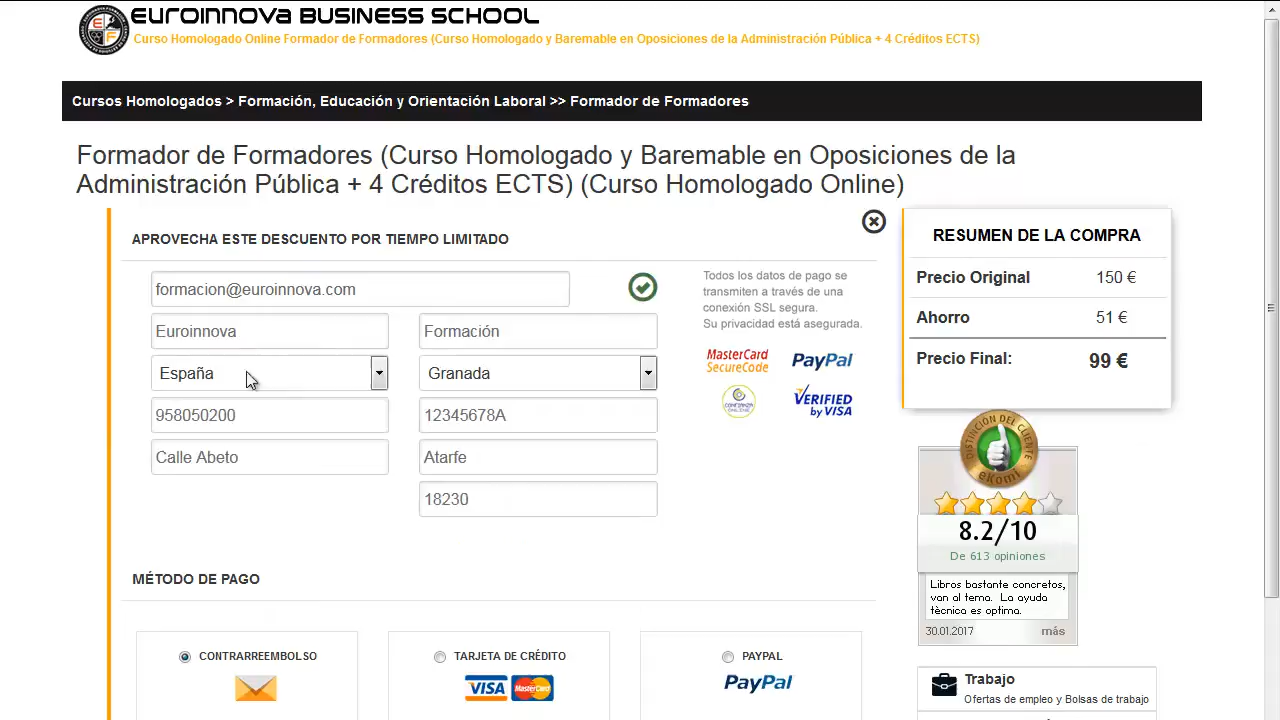 EUROINNOVA BUSINESS SCHOOL
Curso Homologado Online Formador de Formadores (Curso Homologado y Baremable en Oposiciones de la Administración Pública + 4 Créditos ECTS)
Cursos Homologados > Formación, Educación y Orientación Laboral >> Formador de Formadores
Formador de Formadores (Curso Homologado y Baremable en Oposiciones de la
Administración Pública + 4 Créditos ECTS) (Curso Homologado Online)
APROVECHA ESTE DESCUENTO POR TIEMPO LIMITADO
formacion@euroinnova.com
Euroinnova
Formación
España
Granada
958050200
12345678A
Calle Abeto
Atarfe
18230
Todos los datos de pago se
transmiten a través de una
conexión SSL segura.
Su privacidad está asegurada.
MasterCard
SecureCode
PayPal
CONFIANZA
ONLINE
VERIFIED
by VISA
RESUMEN DE LA COMPRA
Precio Original 150 €
Ahorro 51 €
Precio Final: 99 €
DISTINCIÓN DEL CLIENTE
eKomi
8.2/10
De 613 opiniones
Libros bastante concretos,
van al tema. La ayuda
tècnica es optima.
30.01.2017 más
Trabajo
Ofertas de empleo y Bolsas de trabajo
MÉTODO DE PAGO
CONTRARREEMBOLSO
TARJETA DE CRÉDITO
VISA MasterCard
PAYPAL
PayPal